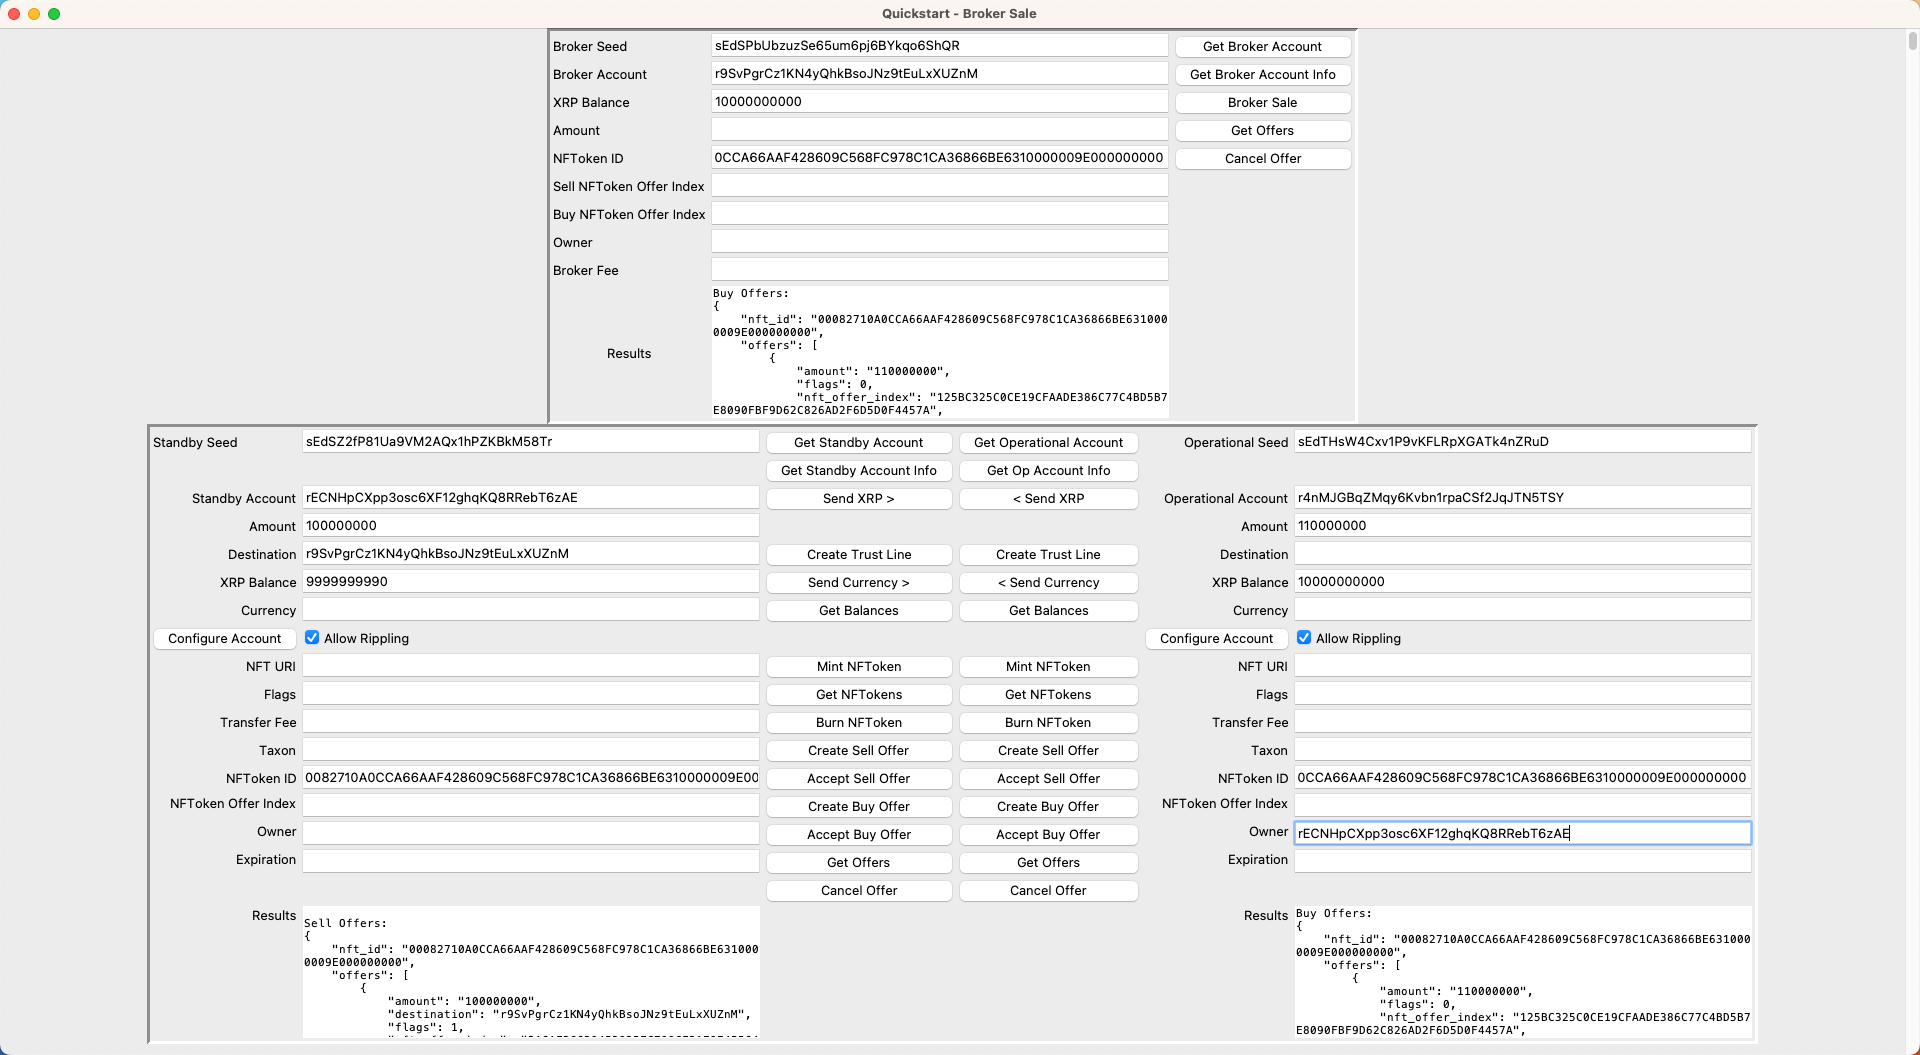 Quickstart - Broker Sale
Broker Seed sEdSPbUbzuzSe65um6pj6BYkqo6ShQR Get Broker Account
Broker Account r9SvPgrCz1KN4yQhkBsoJNz9tEuLxXUZnM Get Broker Account Info
XRP Balance 10000000000 Broker Sale
Amount Get Offers
NFToken ID 0CCA66AAF428609C568FC978C1CA36866BE6310000009E000000000 Cancel Offer
Sell NFToken Offer Index
Buy NFToken Offer Index
Owner
Broker Fee
Results
Buy Offers:
{
"nft_id": "00082710A0CCA66AAF428609C568FC978C1CA36866BE631000
0009E000000000",
"offers": [
{
"amount": "110000000",
"flags": 0,
"nft_offer_index": "125BC325C0CE19CFAADE386C77C4BD5B7
E8090FBF9D62C826AD2F6D5D0F4457A",
Standby Seed sEdSZ2fP81Ua9VM2AQx1hPZKBkM58Tr Get Standby Account Get Operational Account Operational Seed sEdTHsW4Cxv1P9vKFLRpXGATk4nZRuD
Get Standby Account Info Get Op Account Info
Standby Account rECNHpCXpp3osc6XF12ghqKQ8RRebT6zAE Send XRP > < Send XRP Operational Account r4nMJGBqZMqy6Kvbn1rpaCSf2JqJTN5TSY
Amount 100000000 Amount 110000000
Destination r9SvPgrCz1KN4yQhkBsoJNz9tEuLxXUZnM Create Trust Line Create Trust Line Destination
XRP Balance 9999999990 Send Currency > < Send Currency XRP Balance 10000000000
Currency Get Balances Get Balances Currency
Configure Account Allow Rippling Configure Account Allow Rippling
NFT URI Mint NFToken Mint NFToken NFT URI
Flags Get NFTokens Get NFTokens Flags
Transfer Fee Burn NFToken Burn NFToken Transfer Fee
Taxon Create Sell Offer Create Sell Offer Taxon
NFToken ID 0082710A0CCA66AAF428609C568FC978C1CA36866BE6310000009E00 Accept Sell Offer Accept Sell Offer NFToken ID 0CCA66AAF428609C568FC978C1CA36866BE6310000009E000000000
NFToken Offer Index Create Buy Offer Create Buy Offer NFToken Offer Index
Owner Accept Buy Offer Accept Buy Offer Owner rECNHpCXpp3osc6XF12ghqKQ8RRebT6zAE
Expiration Get Offers Get Offers Expiration
Cancel Offer Cancel Offer
Results
Sell Offers:
{
"nft_id": "00082710A0CCA66AAF428609C568FC978C1CA36866BE631000
0009E000000000",
"offers": [
{
"amount": "100000000",
"destination": "r9SvPgrCz1KN4yQhkBsoJNz9tEuLxXUZnM",
"flags": 1,
Results
Buy Offers:
{
"nft_id": "00082710A0CCA66AAF428609C568FC978C1CA36866BE631000
0009E000000000",
"offers": [
{
"amount": "110000000",
"flags": 0,
"nft_offer_index": "125BC325C0CE19CFAADE386C77C4BD5B7
E8090FBF9D62C826AD2F6D5D0F4457A",